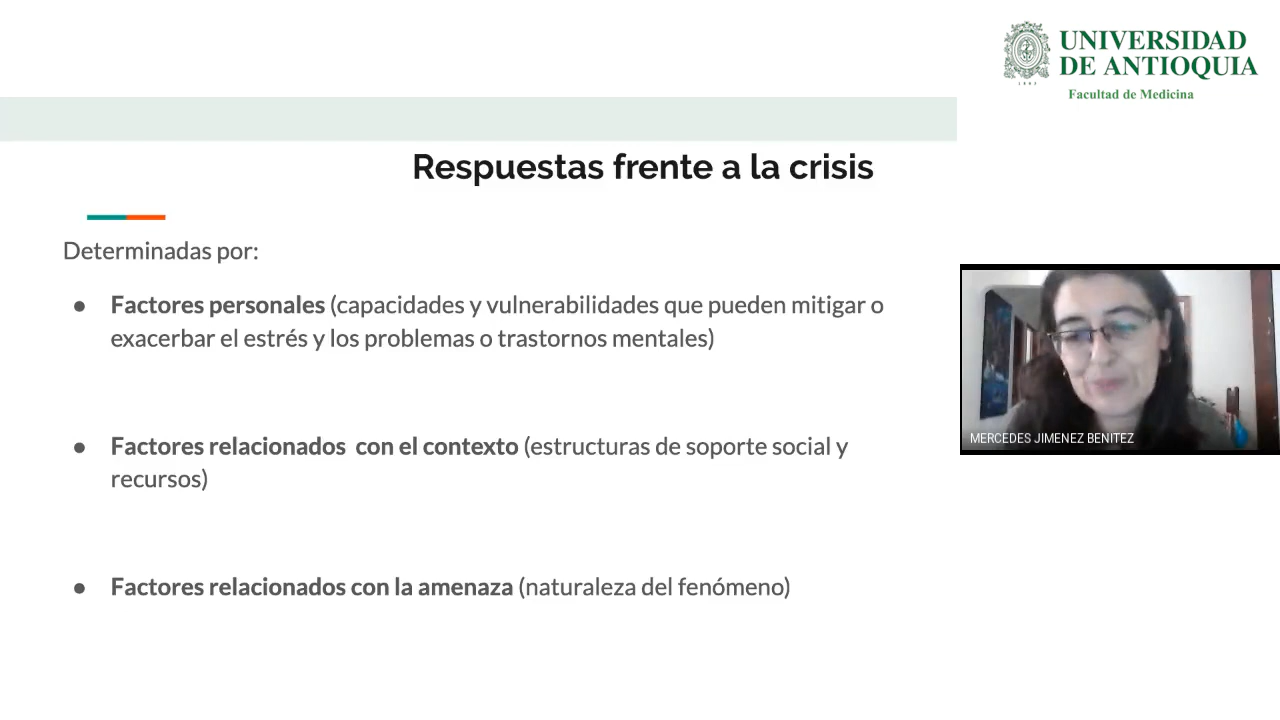 UNIVERSIDAD
DE ANTIOQUIA
Facultad de Medicina
Respuestas frente a la crisis
Determinadas por:
● Factores personales (capacidades y vulnerabilidades que pueden mitigar o
exacerbar el estrés y los problemas o trastornos mentales)
● Factores relacionados con el contexto (estructuras de soporte social y
recursos)
● Factores relacionados con la amenaza (naturaleza del fenómeno)
MERCEDES JIMENEZ BENITEZ